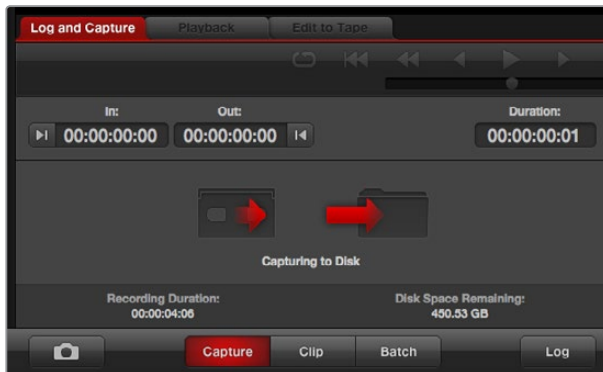 Log and Capture Playback Edit to Tape
In: Out: Duration:
00:00:00:00 00:00:00:00 00:00:00:01
Capturing to Disk
Recording Duration: Disk Space Remaining:
00:00:04:06 450.53 GB
Capture Clip Batch Log